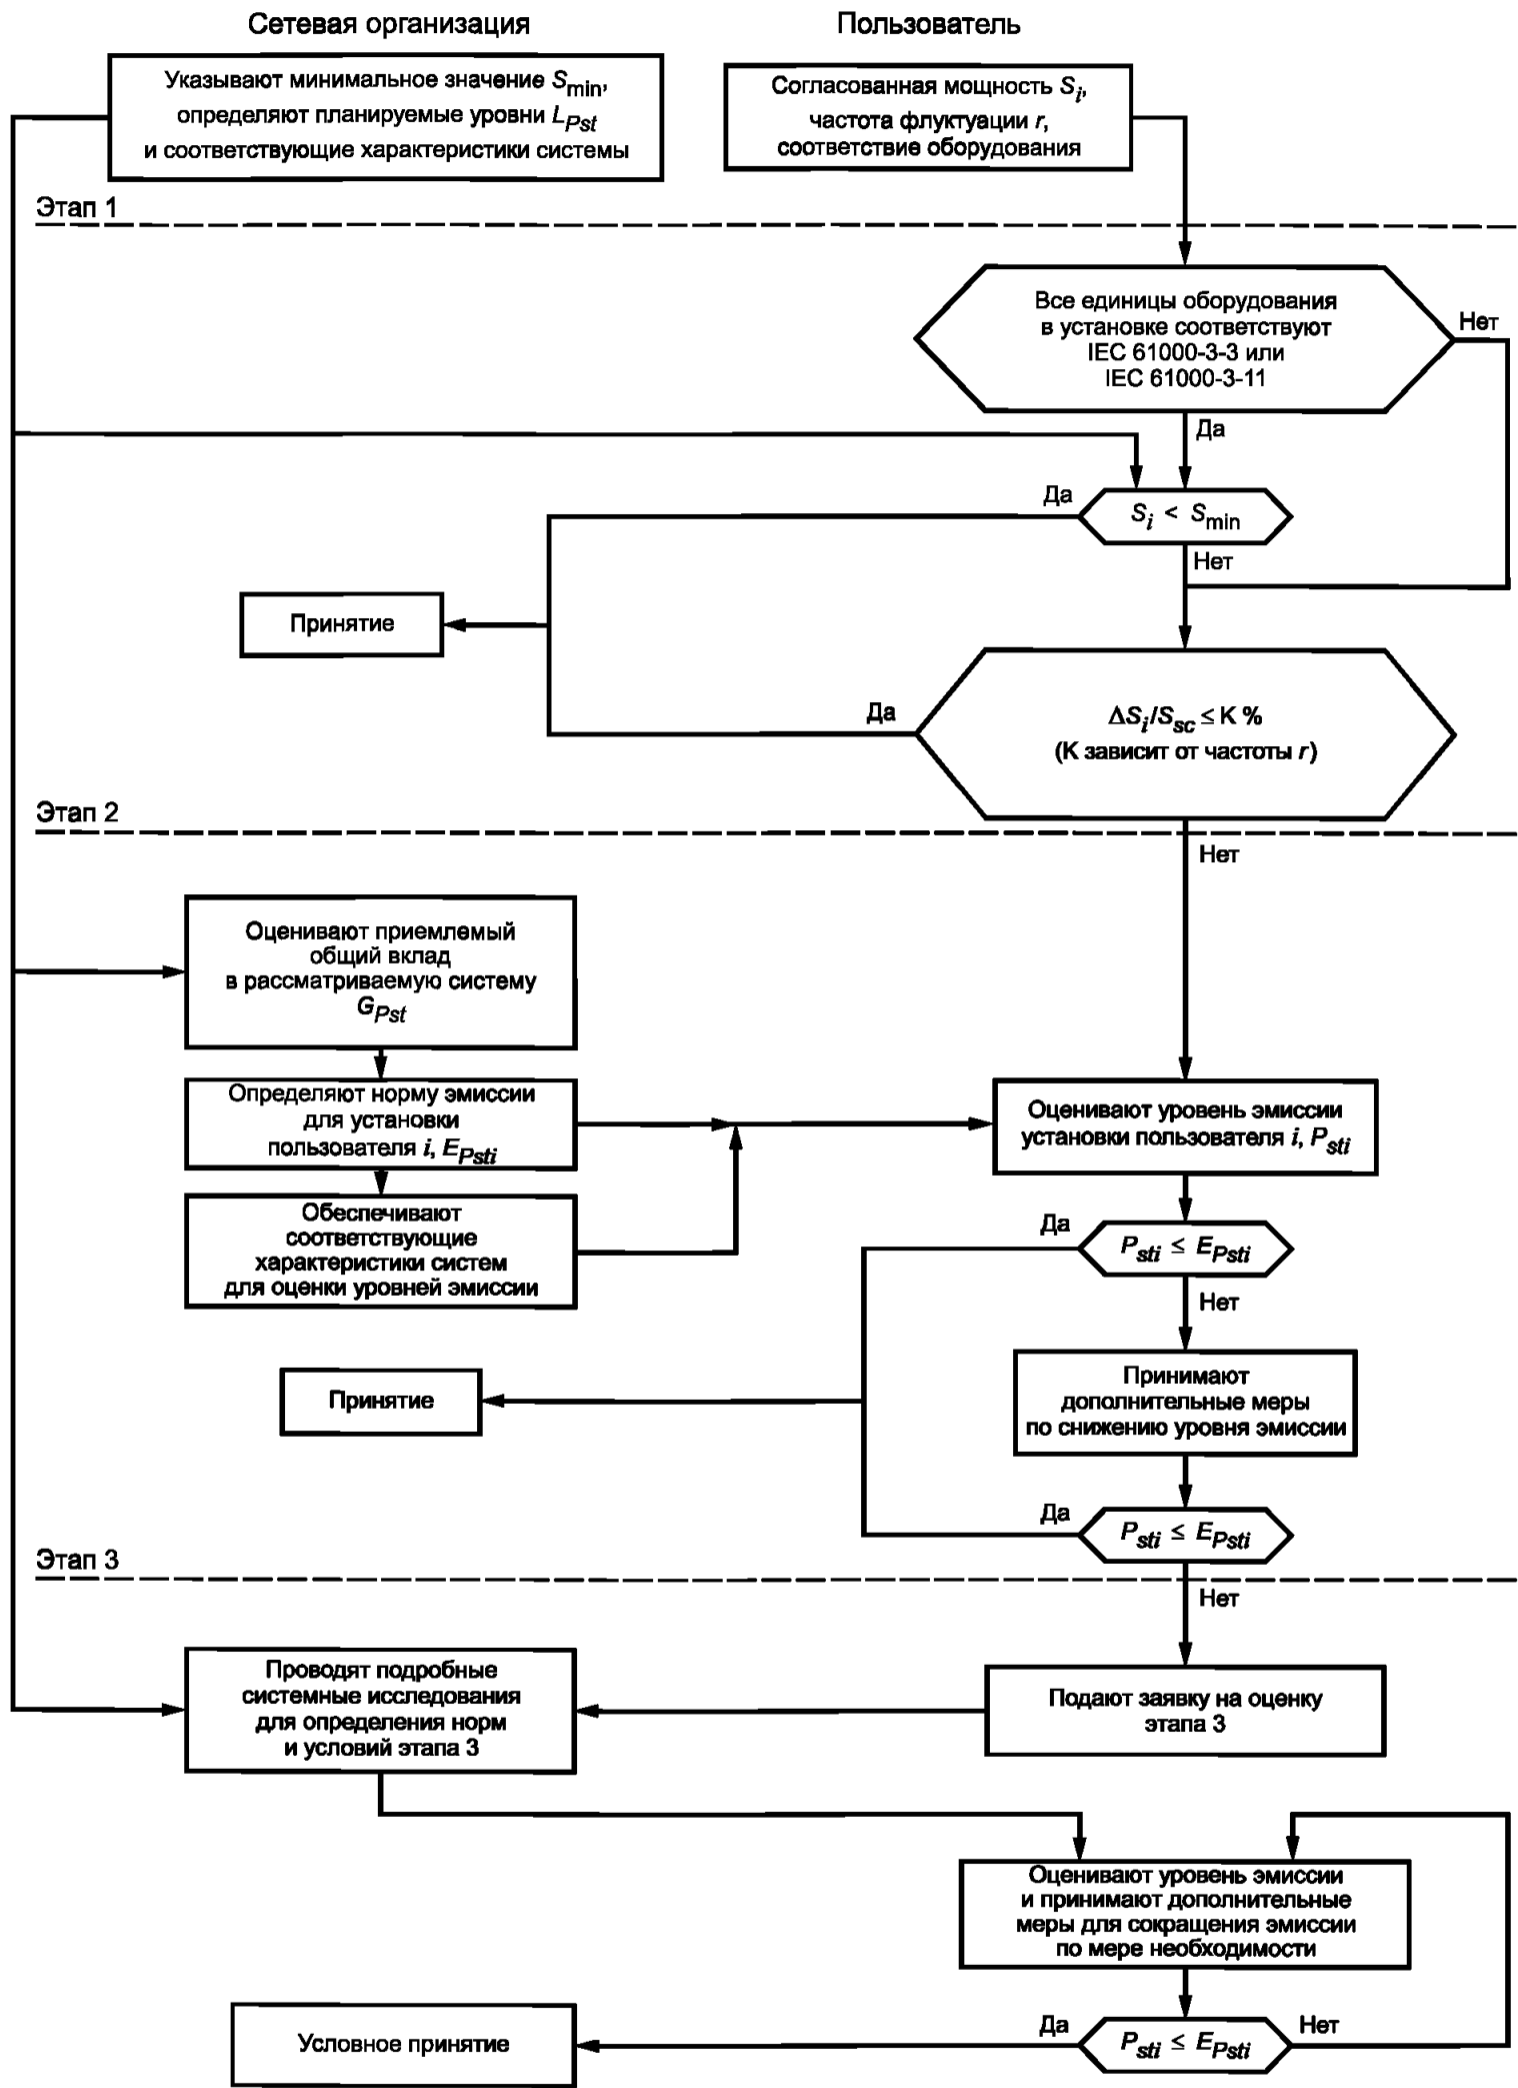 Сетевая организация
Пользователь
Указывают минимальное значение Smin,
определяют планируемые уровни LPst
и соответствующие характеристики системы
Согласованная мощность Si,
частота флуктуации r,
соответствие оборудования
Этап 1
Все единицы оборудования
в установке соответствуют
IEC 61000-3-3 или
IEC 61000-3-11
Нет
Да
Да
Si < Smin
Нет
Принятие
Да
ΔSi/Ssc ≤ K %
(K зависит от частоты r)
Этап 2
Нет
Оценивают приемлемый
общий вклад
в рассматриваемую систему
GPst
Определяют норму эмиссии
для установки
пользователя i, EPsti
Оценивают уровень эмиссии
установки пользователя i, Psti
Обеспечивают
соответствующие
характеристики систем
для оценки уровней эмиссии
Да
Psti ≤ EPsti
Нет
Принятие
Принимают
дополнительные меры
по снижению уровня эмиссии
Да
Psti ≤ EPsti
Этап 3
Нет
Проводят подробные
системные исследования
для определения норм
и условий этапа 3
Подают заявку на оценку
этапа 3
Оценивают уровень эмиссии
и принимают дополнительные
меры для сокращения эмиссии
по мере необходимости
Условное принятие
Да
Psti ≤ EPsti
Нет